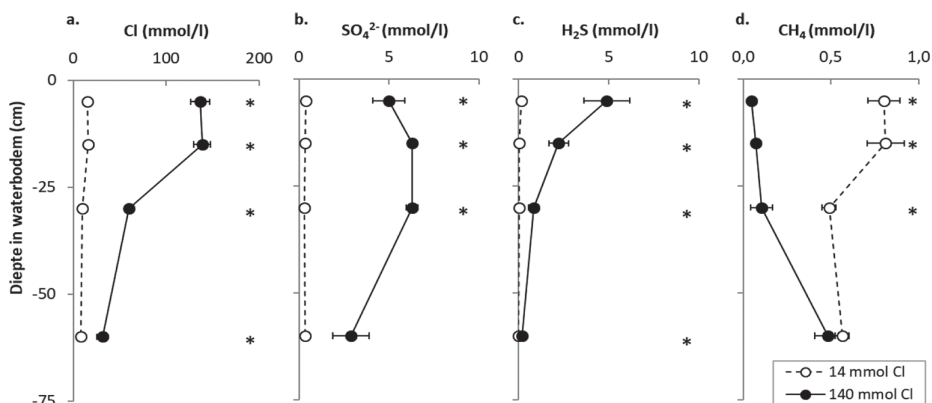 a.
Cl (mmol/l)
0 100 200
b.
SO₄²⁻ (mmol/l)
0 5 10
c.
H₂S (mmol/l)
0 5 10
d.
CH₄ (mmol/l)
0,0 0,5 1,0
Diepte in waterbodem (cm)
0
-25
-50
-75
* * * *
* * *
* * * *
* * *
14 mmol Cl
140 mmol Cl